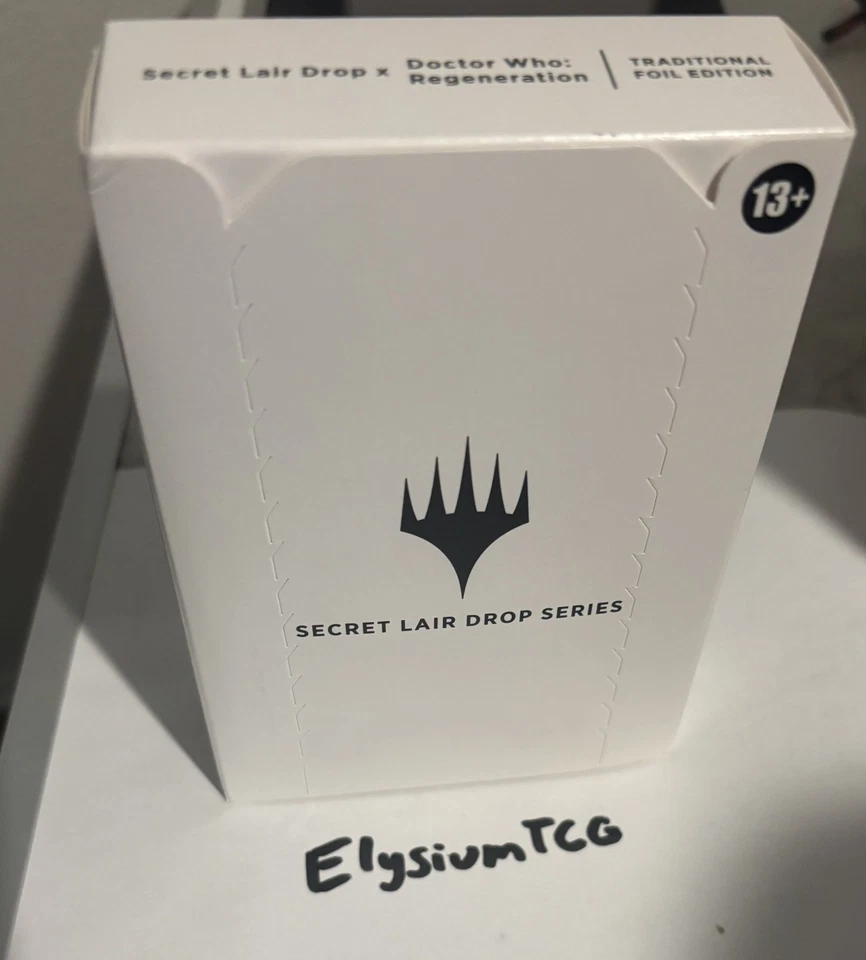 Secret Lair Drop x Doctor Who: Regeneration | TRADITIONAL FOIL EDITION
13+
SECRET LAIR DROP SERIES
ElysiumTCG